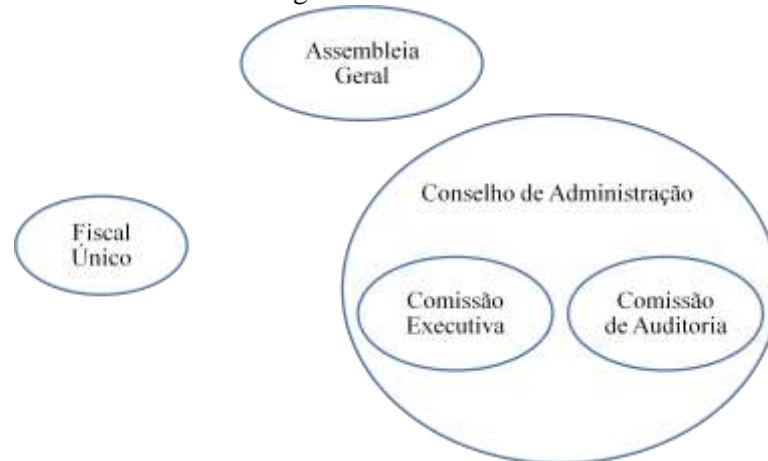 Assembleia
Geral
Conselho de Administração
Fiscal
Único
Comissão
Executiva
Comissão
de Auditoria